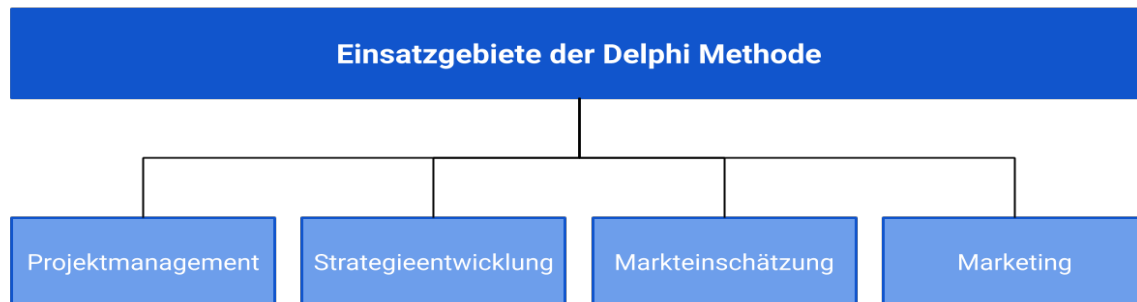 Einsatzgebiete der Delphi Methode
Projektmanagement
Strategieentwicklung
Markteinschätzung
Marketing